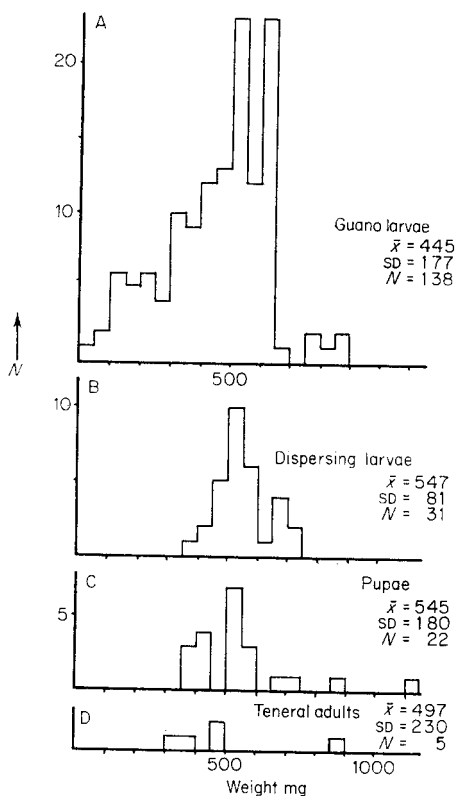 A
20
10
Guano larvae
x̄ = 445
SD = 177
N = 138
N
500
B
10
Dispersing larvae
x̄ = 547
SD = 81
N = 31
C
5
Pupae
x̄ = 545
SD = 180
N = 22
D
Teneral adults
x̄ = 497
SD = 230
N = 5
500
1000
Weight mg